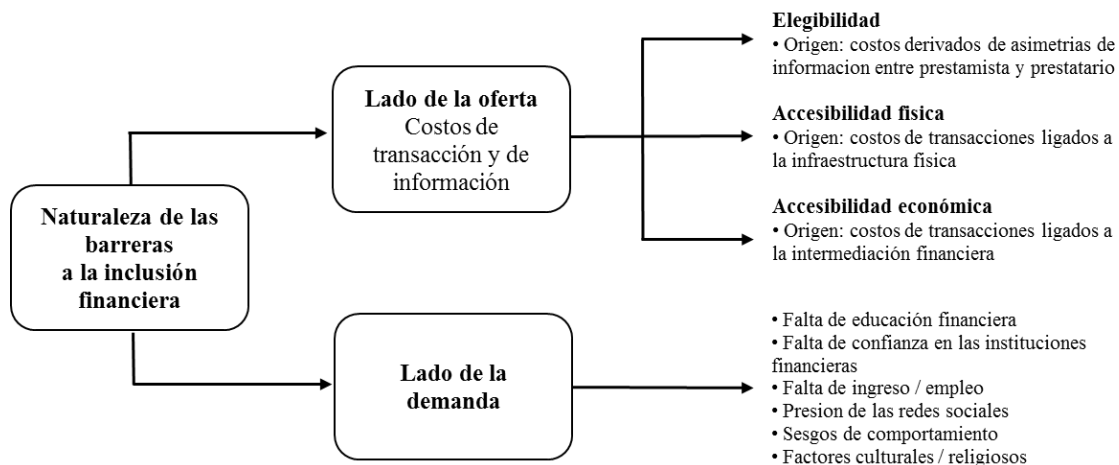 Naturaleza de las
barreras
a la inclusión
financiera
Lado de la oferta
Costos de
transacción y de
información
Elegibilidad
• Origen: costos derivados de asimetrias de
informacion entre prestamista y prestatario
Accesibilidad fisica
• Origen: costos de transacciones ligados a
la infraestructura física
Accesibilidad económica
• Origen: costos de transacciones ligados a
la intermediación financiera
Lado de la
demanda
• Falta de educación financiera
• Falta de confianza en las instituciones
financieras
• Falta de ingreso / empleo
• Presion de las redes sociales
• Sesgos de comportamiento
• Factores culturales / religiosos